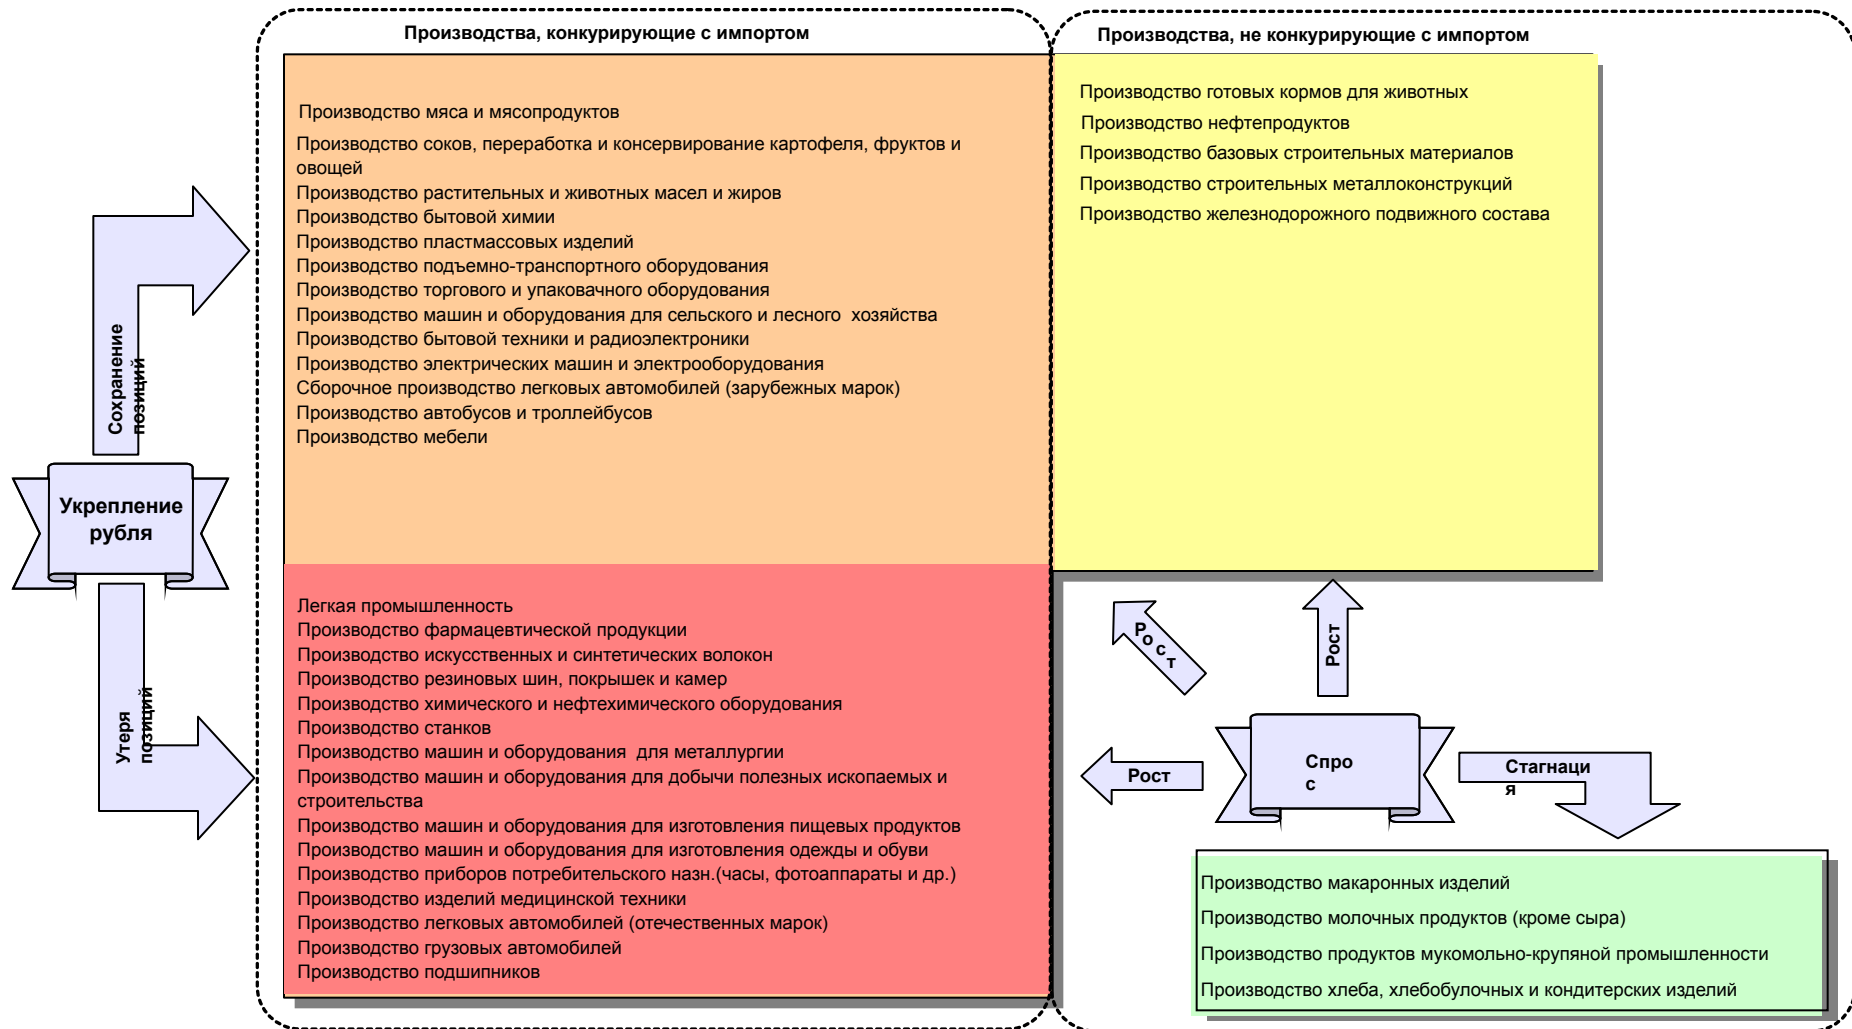 Производства, конкурирующие с импортом
Производства, не конкурирующие с импортом
Производство мяса и мясопродуктов
Производство соков, переработка и консервирование картофеля, фруктов и
овощей
Производство растительных и животных масел и жиров
Производство бытовой химии
Производство пластмассовых изделий
Производство подъемно-транспортного оборудования
Производство торгового и упаковачного оборудования
Производство машин и оборудования для сельского и лесного  хозяйства
Производство бытовой техники и радиоэлектроники
Производство электрических машин и электрооборудования
Сборочное производство легковых автомобилей (зарубежных марок)
Производство автобусов и троллейбусов
Производство мебели
Производство готовых кормов для животных
Производство нефтепродуктов
Производство базовых строительных материалов
Производство строительных металлоконструкций
Производство железнодорожного подвижного состава
Сохранение
позиций
Укрепление
рубля
Утеря
позиций
Легкая промышленность
Производство фармацевтической продукции
Производство искусственных и синтетических волокон
Производство резиновых шин, покрышек и камер
Производство химического и нефтехимического оборудования
Производство станков
Производство машин и оборудования  для металлургии
Производство машин и оборудования для добычи полезных ископаемых и
строительства
Производство машин и оборудования для изготовления пищевых продуктов
Производство машин и оборудования для изготовления одежды и обуви
Производство приборов потребительского назн.(часы, фотоаппараты и др.)
Производство изделий медицинской техники
Производство легковых автомобилей (отечественных марок)
Производство грузовых автомобилей
Производство подшипников
Рост
Рост
Рост
Спро
с
Стагнаци
я
Производство макаронных изделий
Производство молочных продуктов (кроме сыра)
Производство продуктов мукомольно-крупяной промышленности
Производство хлеба, хлебобулочных и кондитерских изделий